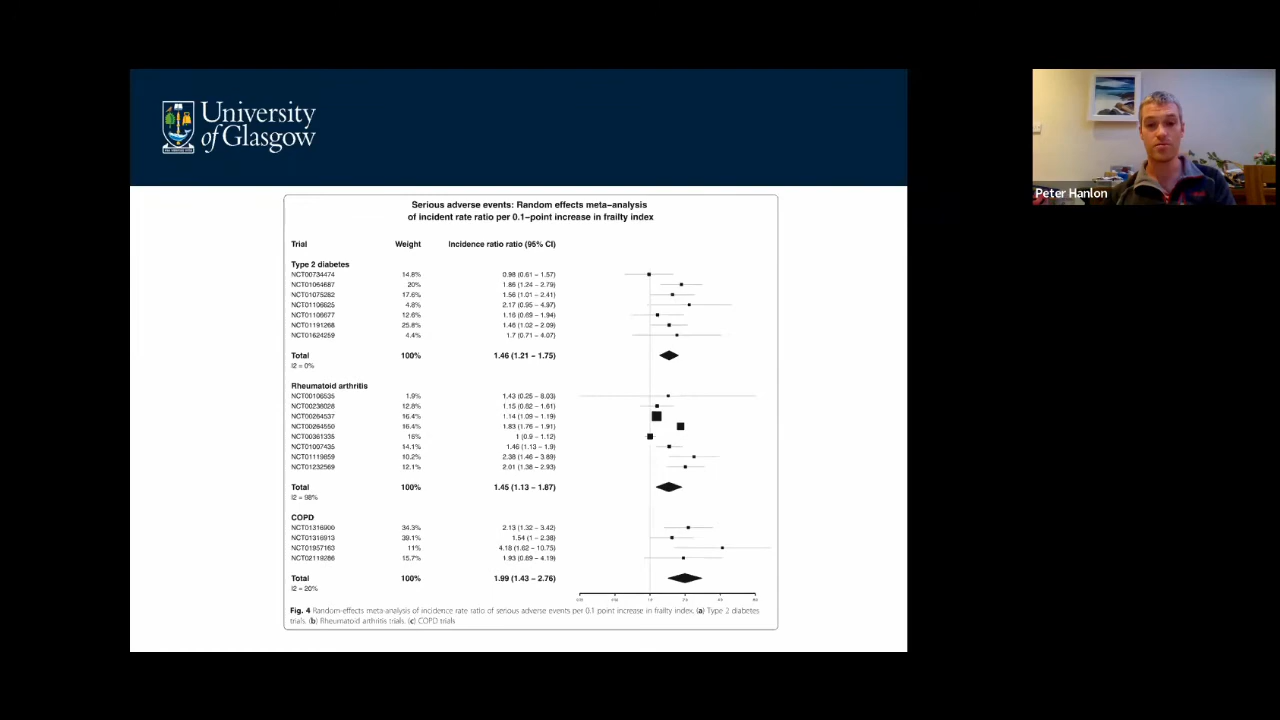 University
of Glasgow
Peter Hanlon
Serious adverse events: Random effects meta−analysis
of incident rate ratio per 0.1−point increase in frailty index
Trial Weight Incidence ratio ratio (95% CI)
Type 2 diabetes
NCT00734474 14.8% 0.98 (0.61 − 1.57)
NCT01064687 20% 1.86 (1.24 − 2.79)
NCT01075282 17.6% 1.56 (1.01 − 2.41)
NCT01106625 4.8% 2.17 (0.95 − 4.97)
NCT01106677 12.6% 1.16 (0.69 − 1.94)
NCT01191268 25.8% 1.46 (1.02 − 2.09)
NCT01624259 4.4% 1.7 (0.71 − 4.07)
Total 100% 1.46 (1.21 − 1.75)
I2 = 0%
Rheumatoid arthritis
NCT00106535 1.9% 1.43 (0.25 − 8.03)
NCT00236028 12.8% 1.15 (0.82 − 1.61)
NCT00264537 16.4% 1.14 (1.09 − 1.19)
NCT00264550 16.4% 1.83 (1.76 − 1.91)
NCT00361335 16% 1 (0.9 − 1.12)
NCT01007435 14.1% 1.46 (1.13 − 1.9)
NCT01119859 10.2% 2.38 (1.46 − 3.89)
NCT01232569 12.1% 2.01 (1.38 − 2.93)
Total 100% 1.45 (1.13 − 1.87)
I2 = 98%
COPD
NCT01316900 34.3% 2.13 (1.32 − 3.42)
NCT01316913 39.1% 1.54 (1 − 2.38)
NCT01957163 11% 4.18 (1.62 − 10.75)
NCT02119286 15.7% 1.93 (0.89 − 4.19)
Total 100% 1.99 (1.43 − 2.76)
I2 = 20%
Fig. 4 Random-effects meta-analysis of incidence rate ratio of serious adverse events per 0.1 point increase in frailty index. (a) Type 2 diabetes
trials. (b) Rheumatoid arthritis trials. (c) COPD trials